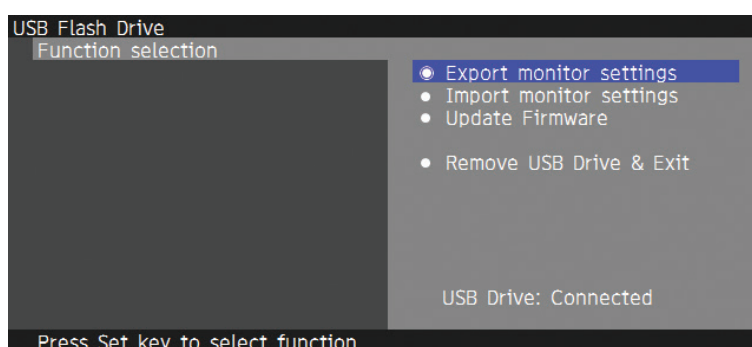 USB Flash Drive
Function selection
Export monitor settings
Import monitor settings
Update Firmware
Remove USB Drive & Exit
USB Drive: Connected
Press Set key to select function